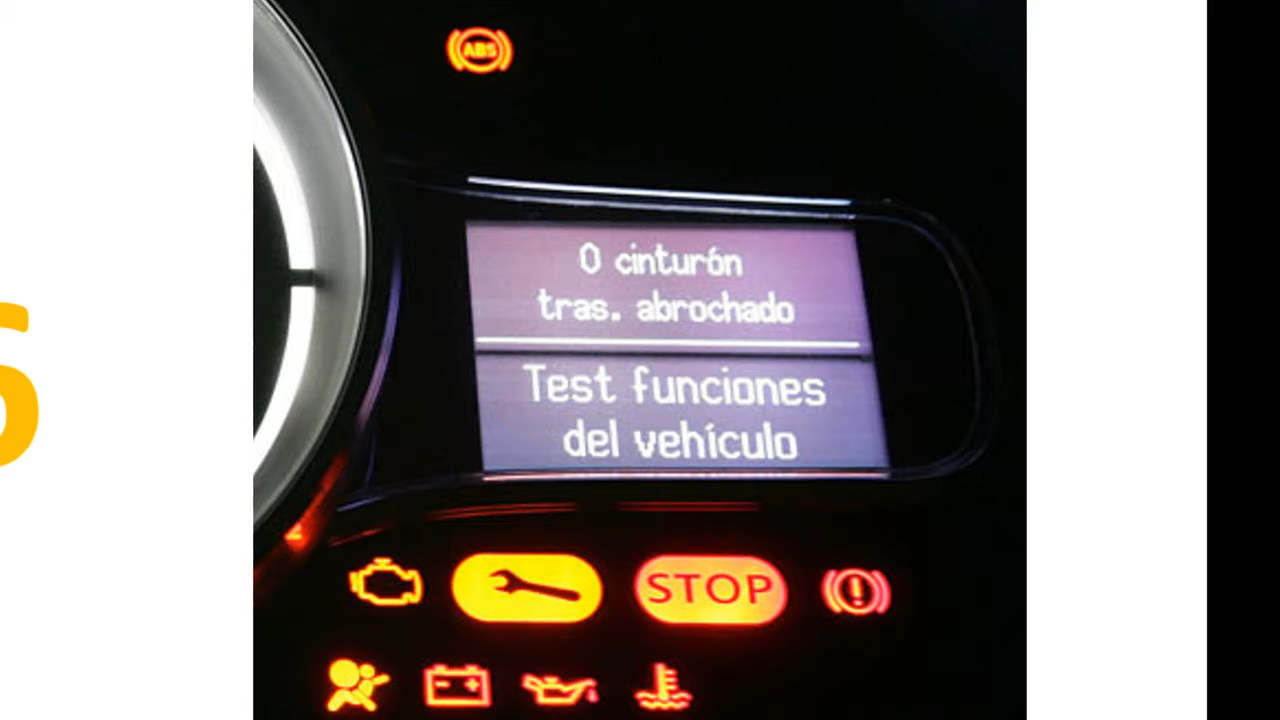 ABS
0 cinturón
tras. abrochado
Test funciones
del vehículo
STOP